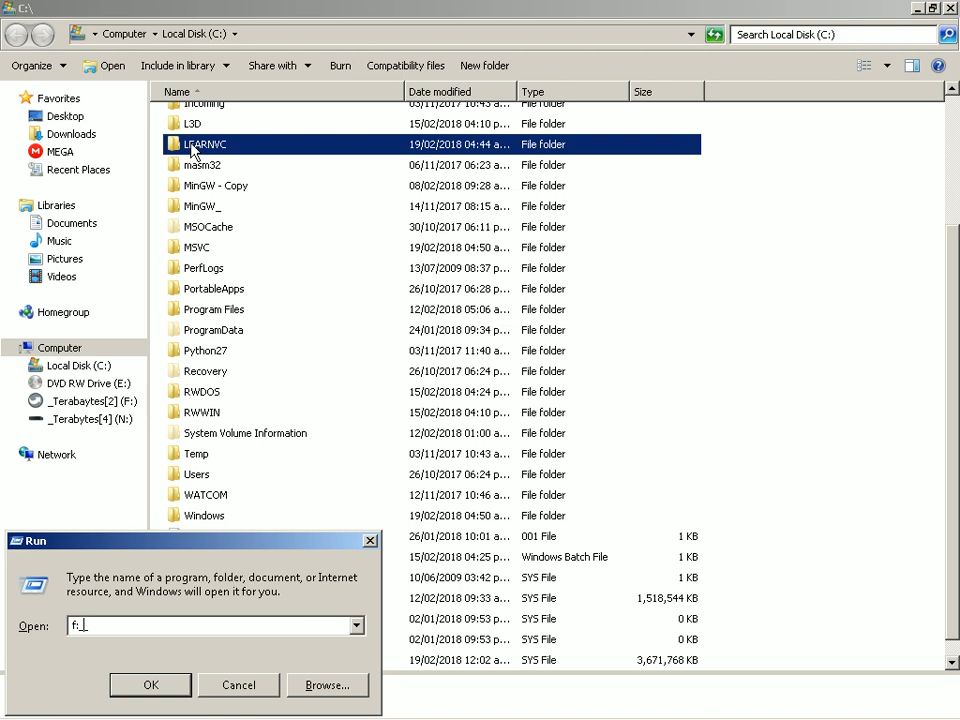 C:\
Computer Local Disk (C:)
Search Local Disk (C:)
Organize Open Include in library Share with Burn Compatibility files New folder
Name Date modified Type Size
Favorites
Desktop
Downloads
MEGA
Recent Places
Libraries
Documents
Music
Pictures
Videos
Homegroup
Computer
Local Disk (C:)
DVD RW Drive (E:)
_Terabaytes[2] (F:)
_Terabytes[4] (N:)
Network
Incoming 03/11/2017 10:43 a... File folder
L3D 15/02/2018 04:10 p... File folder
LEARNVC 19/02/2018 04:44 a... File folder
masm32 06/11/2017 06:23 a... File folder
MinGW - Copy 08/02/2018 09:28 a... File folder
MinGW_ 14/11/2017 08:15 a... File folder
MSOCache 30/10/2017 06:11 p... File folder
MSVC 19/02/2018 04:50 a... File folder
PerfLogs 13/07/2009 08:37 p... File folder
PortableApps 26/10/2017 06:28 p... File folder
Program Files 12/02/2018 05:06 a... File folder
ProgramData 24/01/2018 09:34 p... File folder
Python27 03/11/2017 11:40 a... File folder
Recovery 26/10/2017 06:24 p... File folder
RWDOS 15/02/2018 04:24 p... File folder
RWWIN 15/02/2018 04:10 p... File folder
System Volume Information 12/02/2018 01:00 a... File folder
Temp 03/11/2017 10:43 a... File folder
Users 26/10/2017 06:24 p... File folder
WATCOM 12/11/2017 10:46 a... File folder
Windows 19/02/2018 04:50 a... File folder
26/01/2018 10:01 a... 001 File 1 KB
15/02/2018 04:25 p... Windows Batch File 1 KB
10/06/2009 03:42 p... SYS File 1 KB
12/02/2018 09:33 a... SYS File 1,518,544 KB
02/01/2018 09:53 p... SYS File 0 KB
02/01/2018 09:53 p... SYS File 0 KB
19/02/2018 12:02 a... SYS File 3,671,768 KB
Run
Type the name of a program, folder, document, or Internet
resource, and Windows will open it for you.
Open: f:_
OK Cancel Browse...